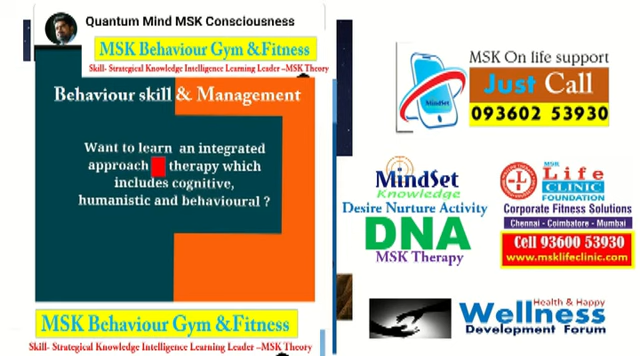 Quantum Mind MSK Consciousness
MSK Behaviour Gym &Fitness
Skill- Strategical Knowledge Intelligence Learning Leader –MSK Theory
Behaviour skill & Management
Want to learn an integrated
approach therapy which
includes cognitive,
humanistic and behavioural ?
MSK Behaviour Gym &Fitness
Skill- Strategical Knowledge Intelligence Learning Leader –MSK Theory
MSK On life support
Just Call
093602 53930
MindSet
MindSet
Knowledge
Desire Nurture Activity
DNA
MSK Therapy
MSK
Life
CLINIC
FOUNDATION
Corporate Fitness Solutions
Chennai - Coimbatore - Mumbai
Cell 93600 53930
www.msklifeclinic.com
Health & Happy
Wellness
Development Forum